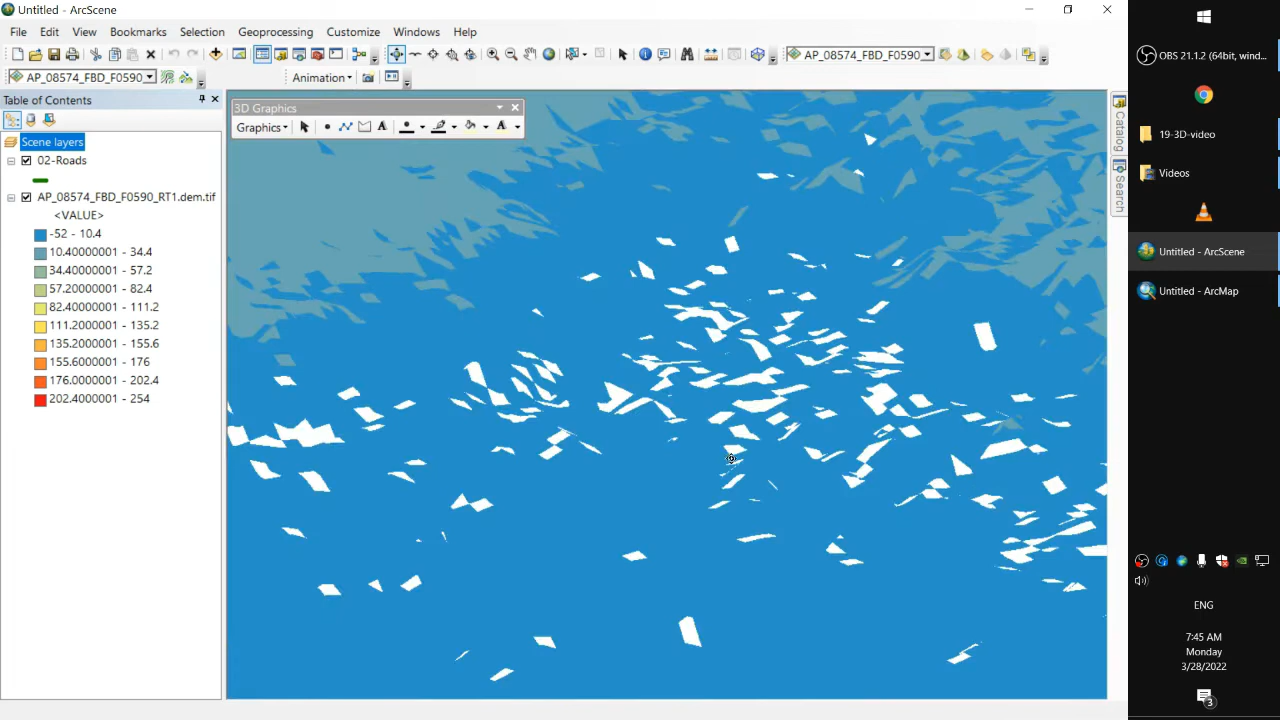 Untitled - ArcScene
File Edit View Bookmarks Selection Geoprocessing Customize Windows Help
AP_08574_FBD_F0590
AP_08574_FBD_F0590
Animation
Table of Contents
Scene layers
02-Roads
AP_08574_FBD_F0590_RT1.dem.tif
<VALUE>
-52 - 10.4
10.40000001 - 34.4
34.40000001 - 57.2
57.20000001 - 82.4
82.40000001 - 111.2
111.2000001 - 135.2
135.2000001 - 155.6
155.6000001 - 176
176.0000001 - 202.4
202.4000001 - 254
3D Graphics
Graphics
A
A
Catalog
Search
OBS 21.1.2 (64bit, wind...
19-3D-video
Videos
Untitled - ArcScene
Untitled - ArcMap
ENG
7:45 AM
Monday
3/28/2022
3